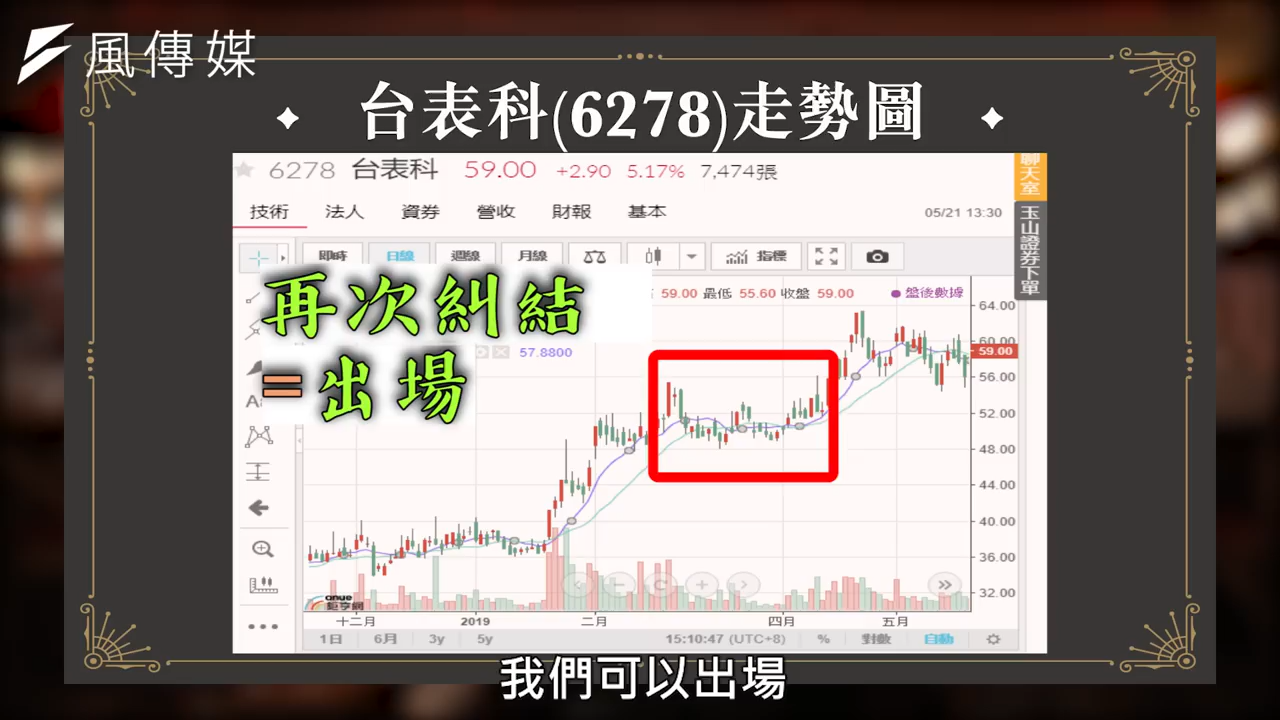 風傳媒
台表科(6278)走勢圖
6278 台表科 59.00 +2.90 5.17% 7,474張
聊天室
技術 法人 資券 營收 財報 基本 05/21 13:30
玉山證券下單
即時 日線 週線 月線 指標
59.00 最低 55.60 收盤 59.00 盤後數據
再次糾結
=出場
57.8800
64.00
60.00
59.00
56.00
52.00
48.00
44.00
40.00
36.00
32.00
anue
鉅亨網
十二月 2019 二月 四月 五月
1日 6月 3y 5y 15:10:47 (UTC+8) % 對數 自動
我們可以出場